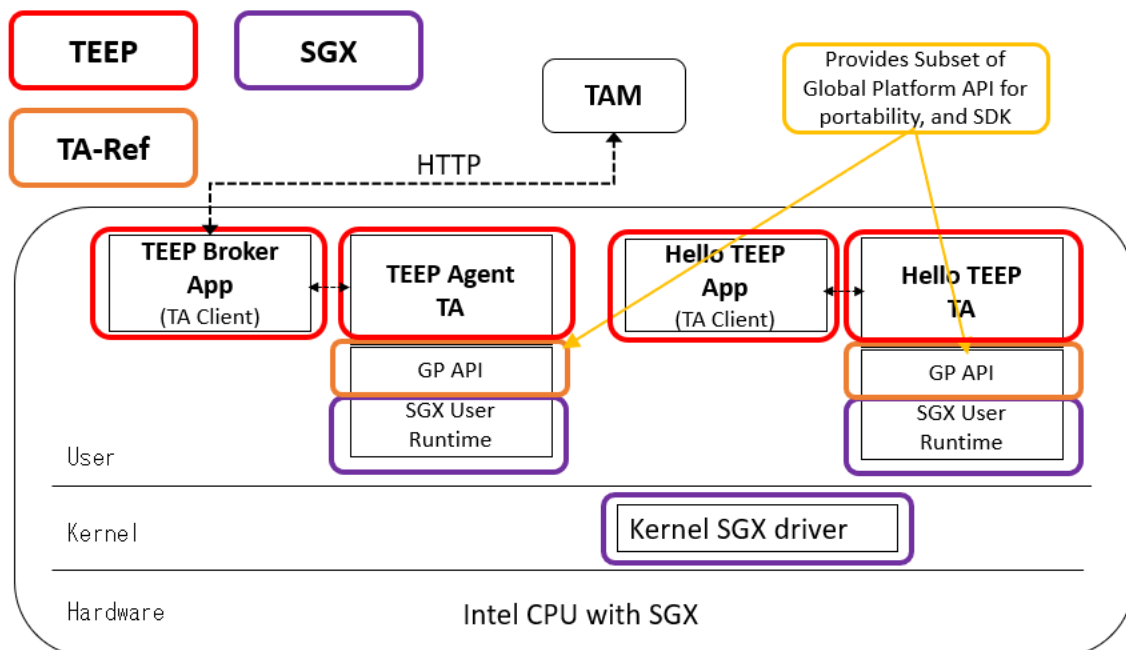 TEEP
SGX
TA-Ref
TAM
Provides Subset of
Global Platform API for
portability, and SDK
HTTP
TEEP Broker
App
(TA Client)
TEEP Agent
TA
Hello TEEP
App
(TA Client)
Hello TEEP
TA
GP API
GP API
SGX User
Runtime
SGX User
Runtime
User
Kernel
Kernel SGX driver
Hardware
Intel CPU with SGX